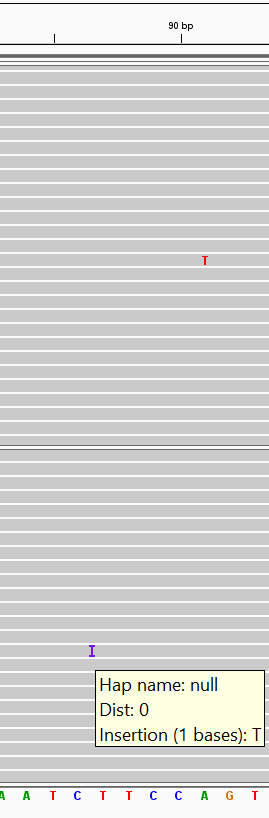 90 bp
T
I
Hap name: null
Dist: 0
Insertion (1 bases): T
A A T C T T C C A G T